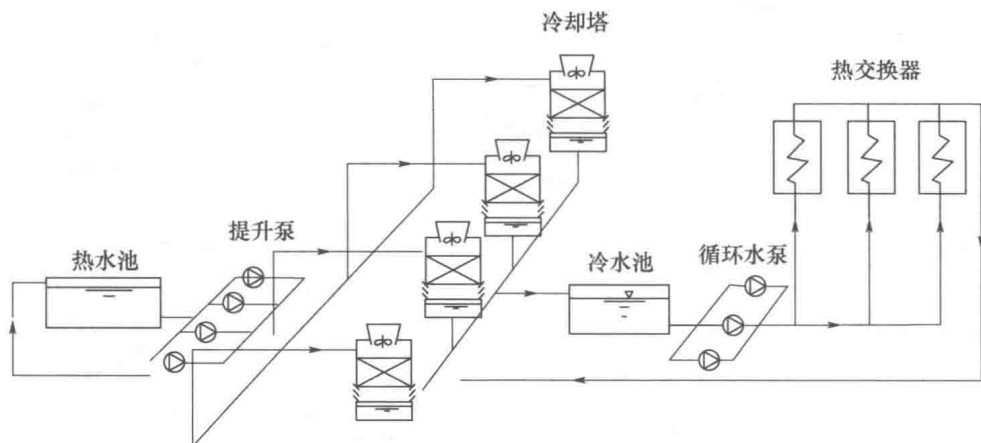 冷却塔
热交换器
提升泵
热水池
冷水池
循环水泵